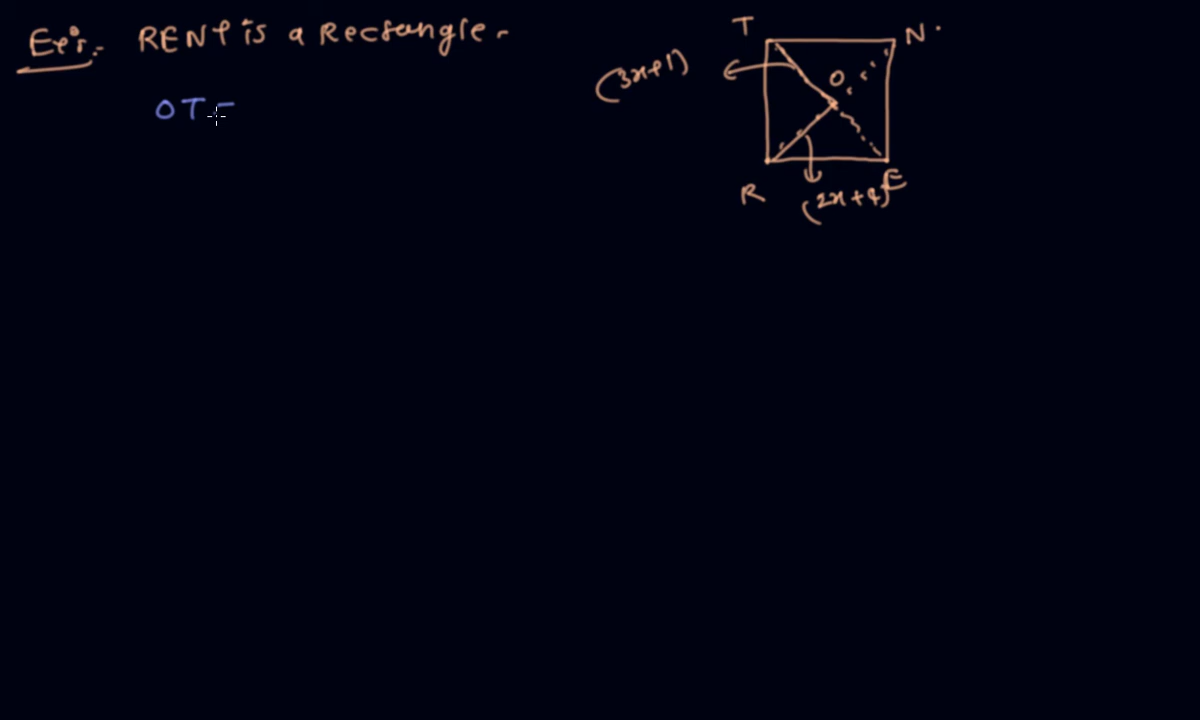 Ex:-. RENT is a Rectangle.
OT=
T
N.
(3x+1)
O
R
E
(2x+4)